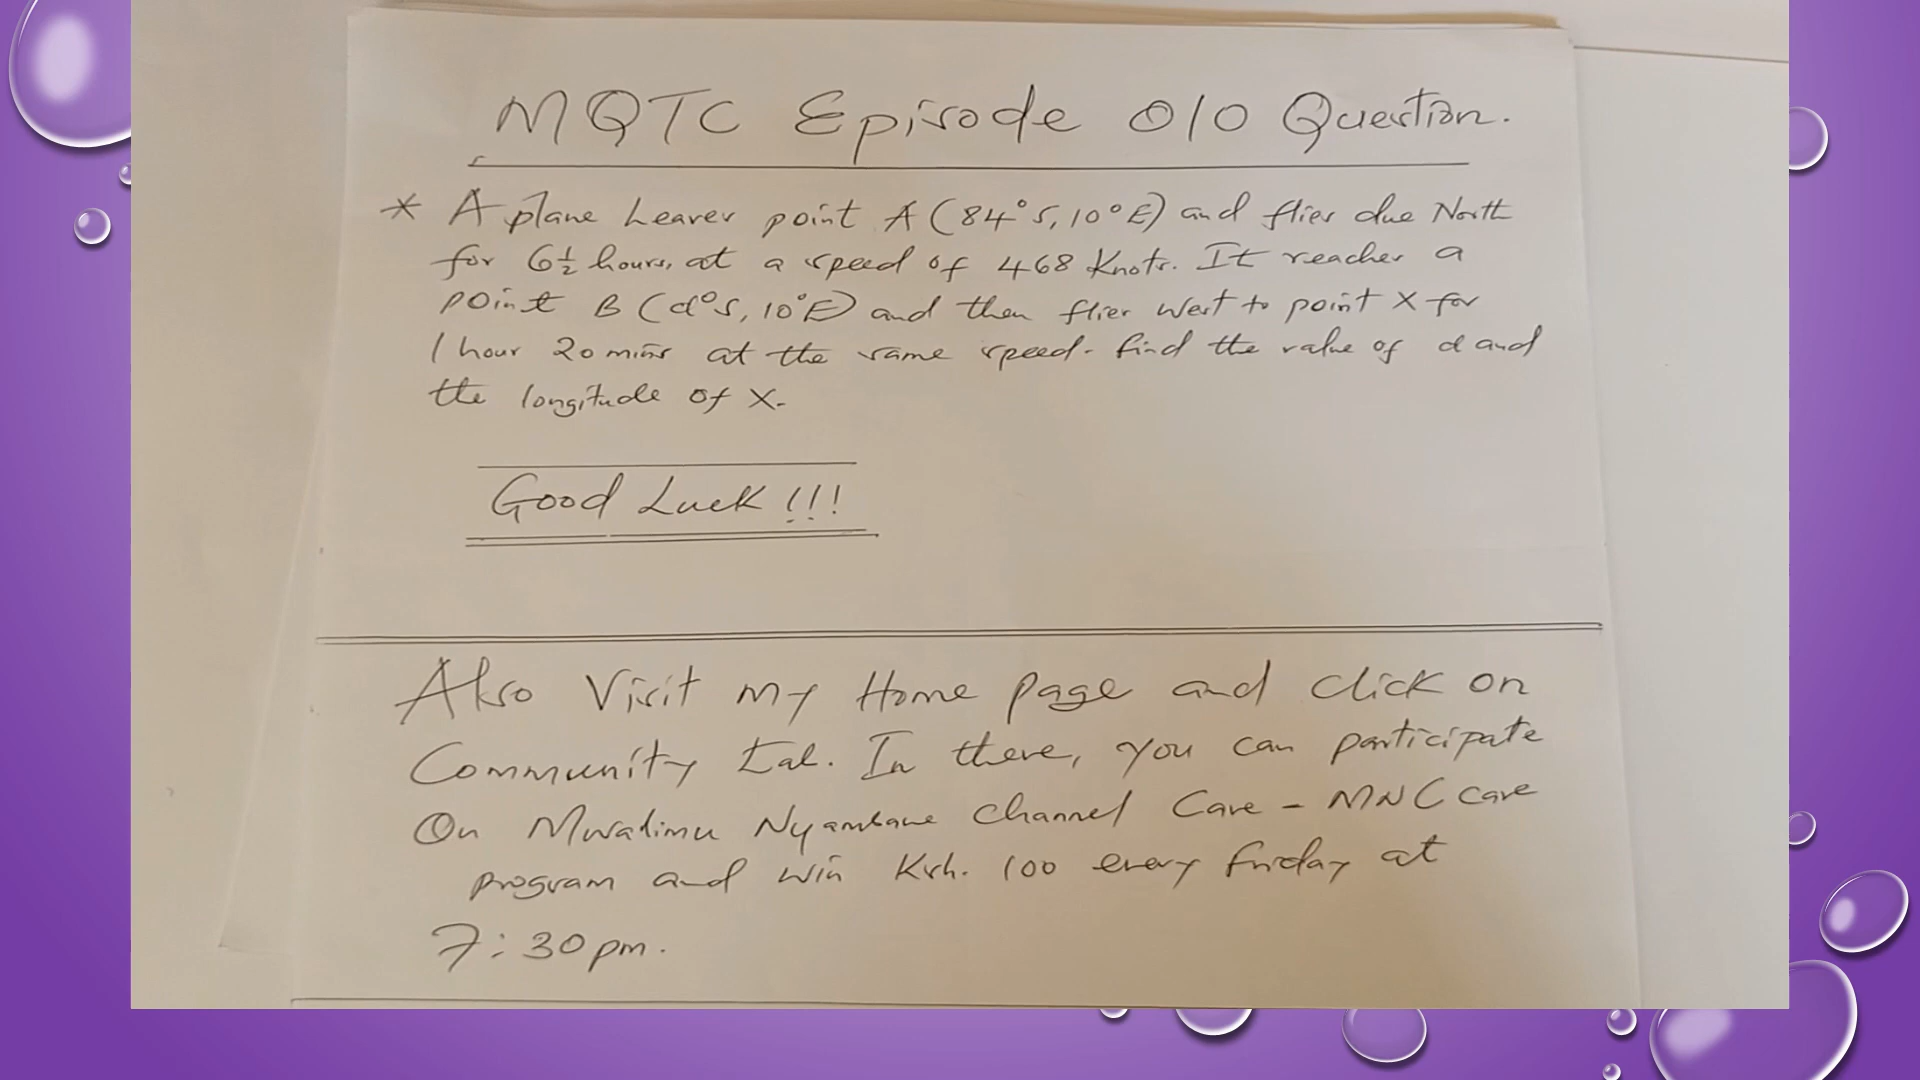 MQTC Episode 010 Question.
* A plane leaves point A (84°S, 10°E) and flies due North
for 6½ hours, at a speed of 468 Knots. It reaches a
point B (d°S, 10°E) and then flies West to point X for
1 hour 20 mins at the same speed. find the value of d and
the longitude of X.
Good Luck !!!
Also Visit my Home page and click on
Community tab. In there, you can participate
On Mwalimu Nyambane Channel Care - MNC Care
program and win Ksh. 100 every friday at
7:30pm.